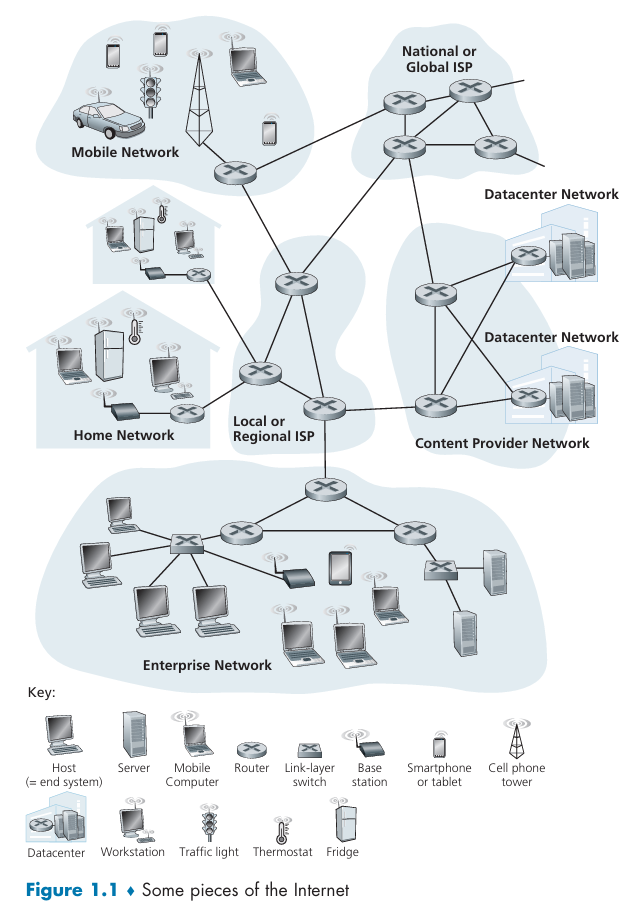 National or
Global ISP
Mobile Network
Datacenter Network
Datacenter Network
Home Network
Local or
Regional ISP
Content Provider Network
Enterprise Network
Key:
Host
(= end system)
Server
Mobile
Computer
Router
Link-layer
switch
Base
station
Smartphone
or tablet
Cell phone
tower
Datacenter
Workstation
Traffic light
Thermostat
Fridge
Figure 1.1 ♦ Some pieces of the Internet